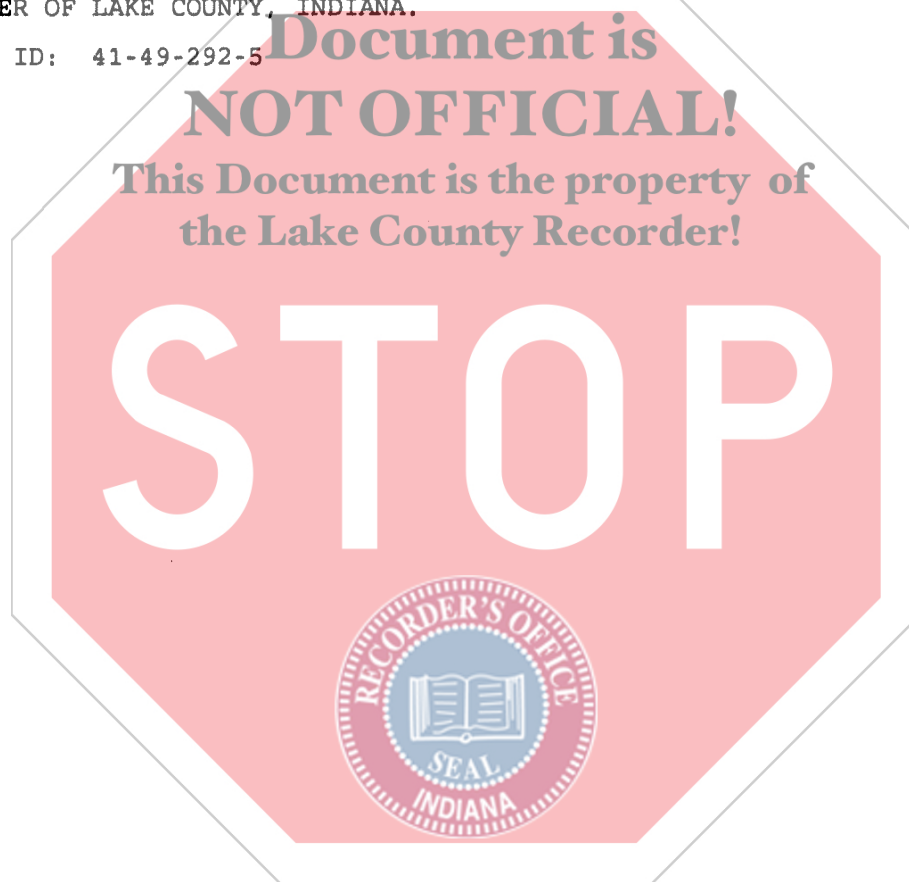 ER OF LAKE COUNTY, INDIANA.
ID: 41-49-292-5
Document is
NOT OFFICIAL!
This Document is the property of
the Lake County Recorder!
STOP
RECORDER'S OFFICE
SEAL
INDIANA